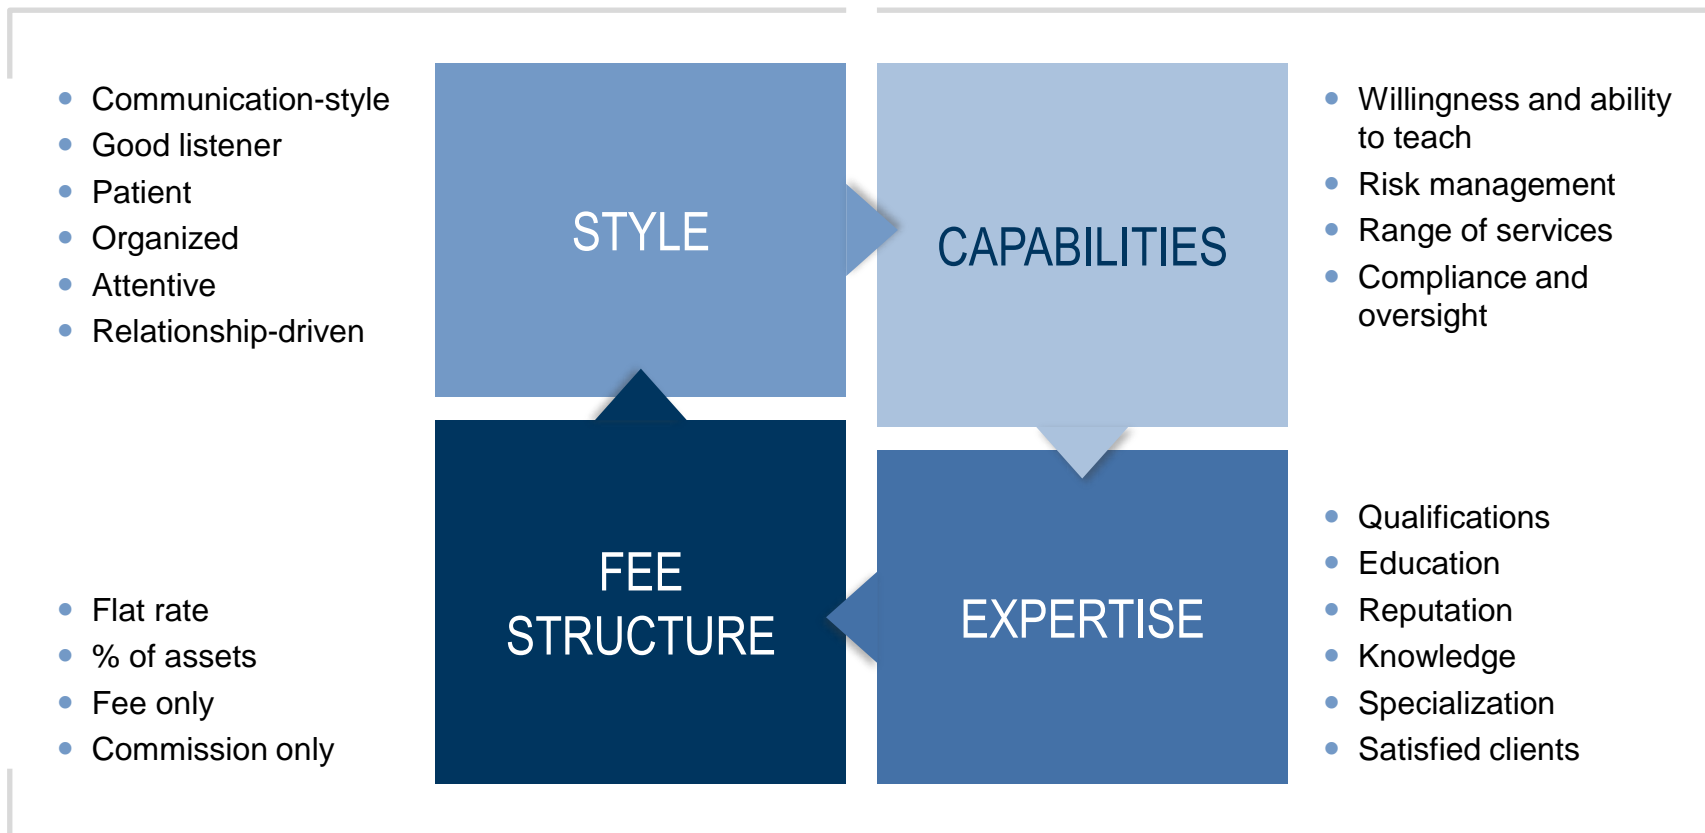 Communication-style
Good listener
Patient
Organized
Attentive
Relationship-driven
STYLE
CAPABILITIES
Willingness and ability
to teach
Risk management
Range of services
Compliance and
oversight
Flat rate
% of assets
Fee only
Commission only
FEE
STRUCTURE
EXPERTISE
Qualifications
Education
Reputation
Knowledge
Specialization
Satisfied clients